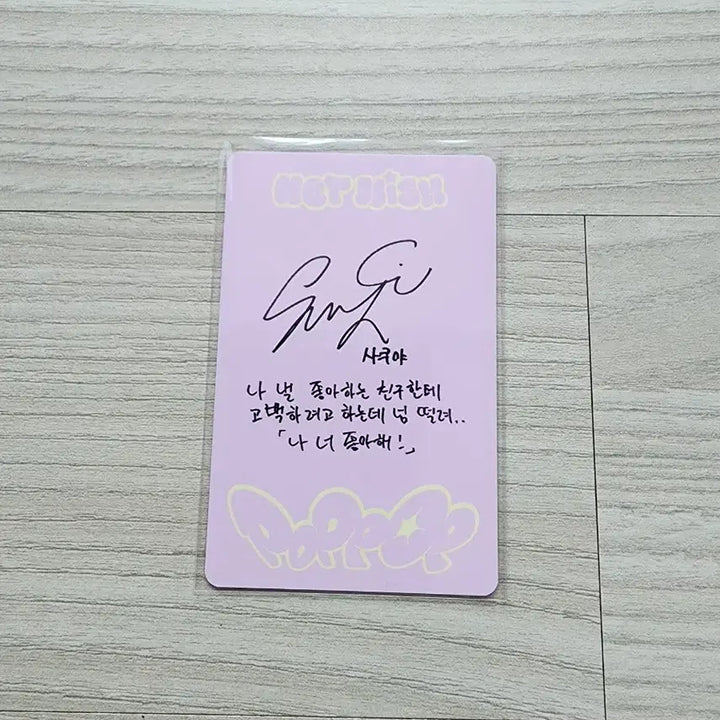 NCT WISH
사쿠야
나 낼 좋아하는 친구한테
고백하려고 하는데 넘 떨려..
「나 너 좋아해!」
poppop